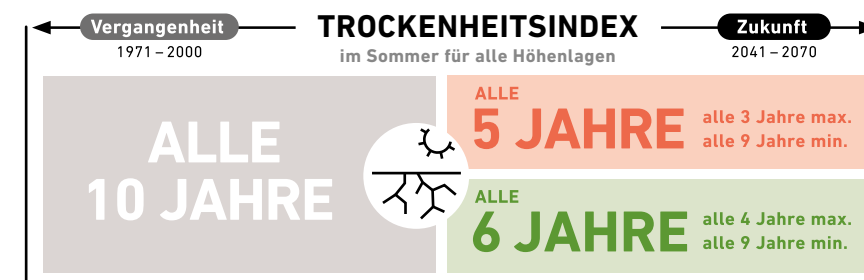 Vergangenheit
1971 – 2000
TROCKENHEITSINDEX
im Sommer für alle Höhenlagen
Zukunft
2041 – 2070
ALLE
10 JAHRE
ALLE
5 JAHRE
alle 3 Jahre max.
alle 9 Jahre min.
ALLE
6 JAHRE
alle 4 Jahre max.
alle 9 Jahre min.